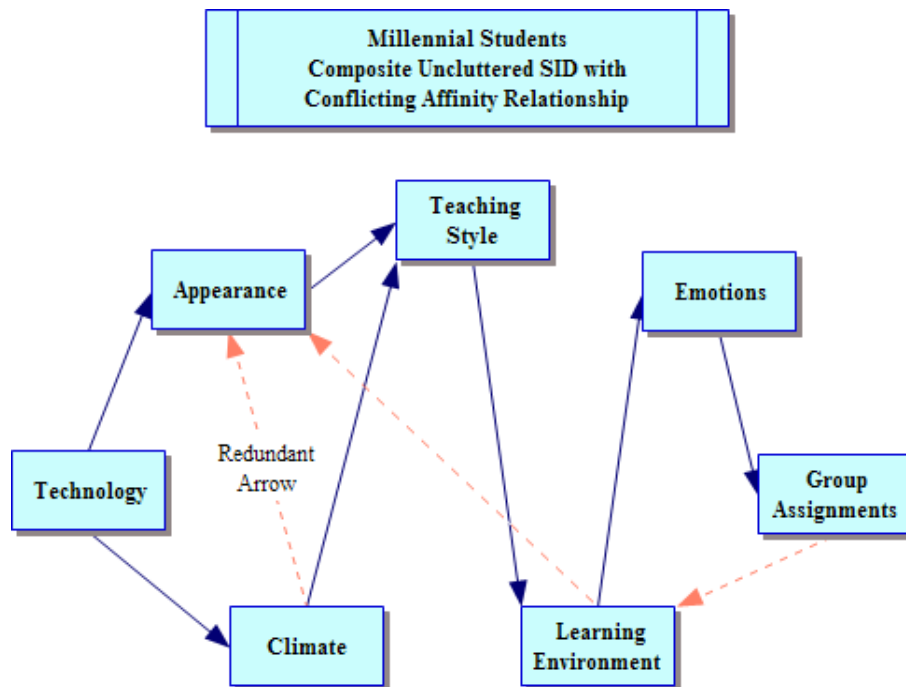 Millennial Students
Composite Uncluttered SID with
Conflicting Affinity Relationship
Teaching
Style
Appearance
Emotions
Redundant
Arrow
Technology
Group
Assignments
Climate
Learning
Environment